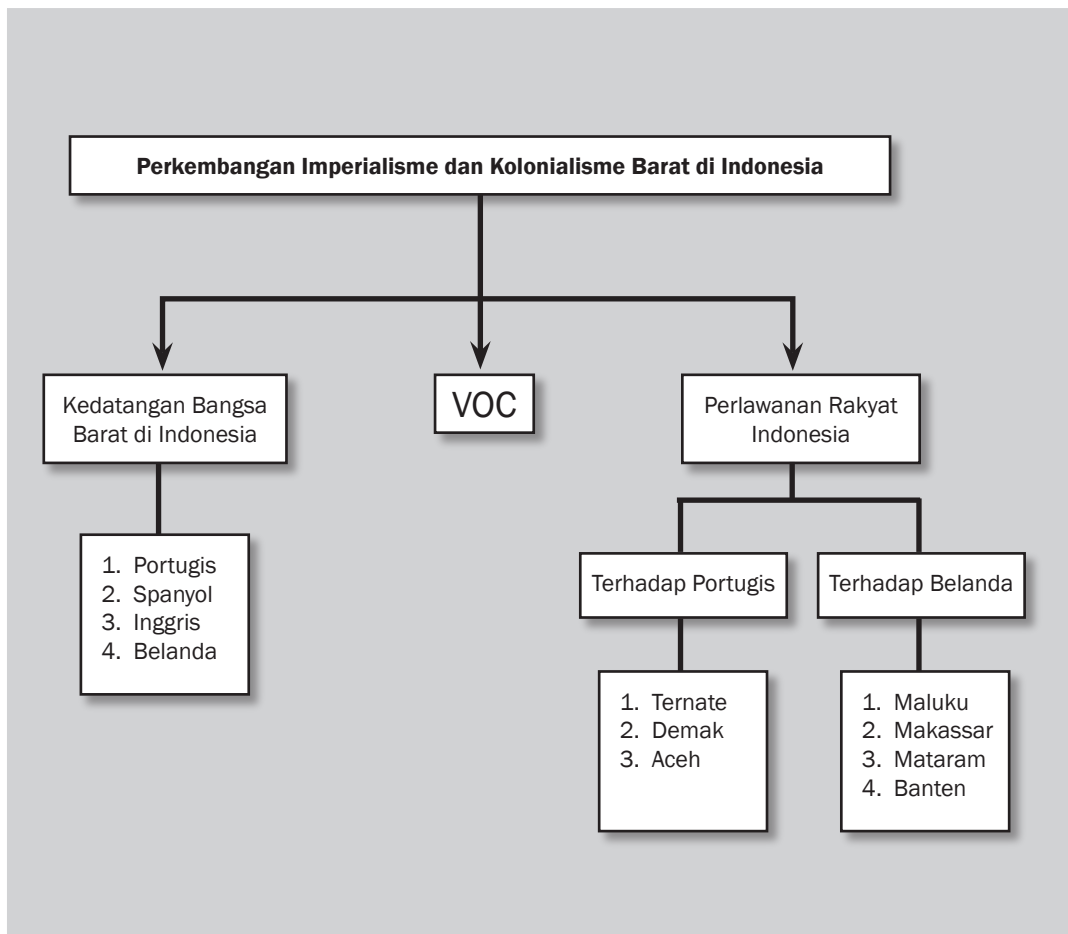 Perkembangan Imperialisme dan Kolonialisme Barat di Indonesia
Kedatangan Bangsa
Barat di Indonesia
VOC
Perlawanan Rakyat
Indonesia
1. Portugis
2. Spanyol
3. Inggris
4. Belanda
Terhadap Portugis
Terhadap Belanda
1. Ternate
2. Demak
3. Aceh
1. Maluku
2. Makassar
3. Mataram
4. Banten